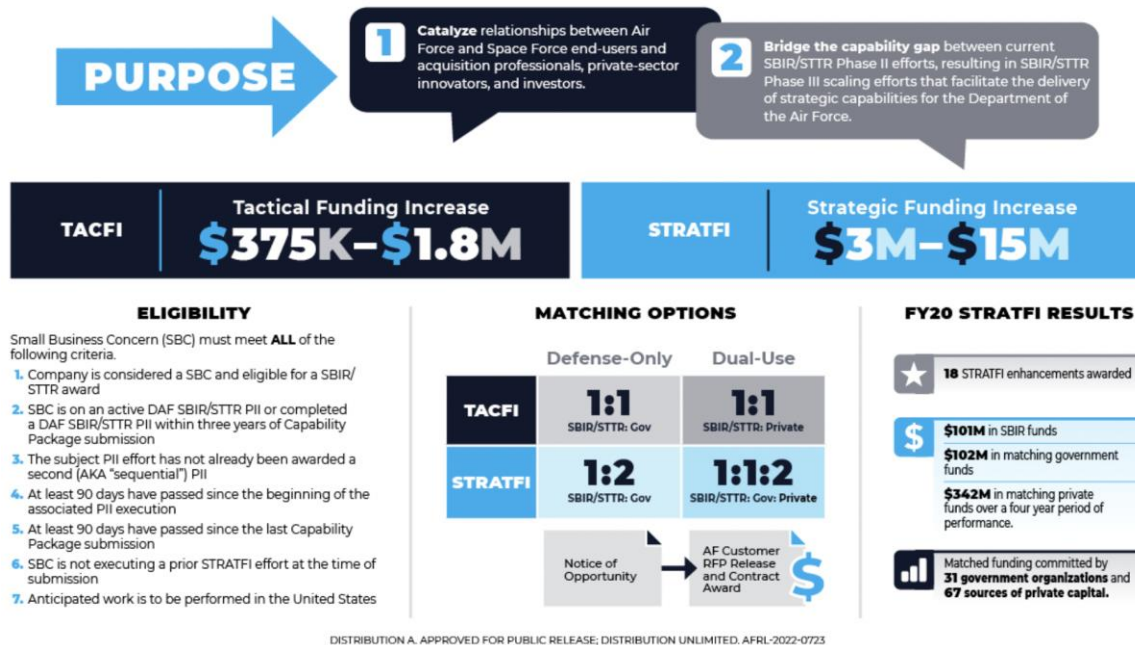 PURPOSE
1
Catalyze relationships between Air
Force and Space Force end-users and
acquisition professionals, private-sector
innovators, and investors.
2
Bridge the capability gap between current
SBIR/STTR Phase II efforts, resulting in SBIR/STTR
Phase III scaling efforts that facilitate the delivery
of strategic capabilities for the Department of
the Air Force.
TACFI
Tactical Funding Increase
$375K–$1.8M
STRATFI
Strategic Funding Increase
$3M–$15M
ELIGIBILITY
Small Business Concern (SBC) must meet ALL of the
following criteria.
1. Company is considered a SBC and eligible for a SBIR/
STTR award
2. SBC is on an active DAF SBIR/STTR PII or completed
a DAF SBIR/STTR PII within three years of Capability
Package submission
3. The subject PII effort has not already been awarded a
second (AKA “sequential”) PII
4. At least 90 days have passed since the beginning of the
associated PII execution
5. At least 90 days have passed since the last Capability
Package submission
6. SBC is not executing a prior STRATFI effort at the time of
submission
7. Anticipated work is to be performed in the United States
MATCHING OPTIONS
Defense-Only Dual-Use
TACFI
1:1
SBIR/STTR: Gov
1:1
SBIR/STTR: Private
STRATFI
1:2
SBIR/STTR: Gov
1:1:2
SBIR/STTR: Gov: Private
Notice of
Opportunity
AF Customer
RFP Release
and Contract
Award
$
FY20 STRATFI RESULTS
18 STRATFI enhancements awarded
$
$101M in SBIR funds
$102M in matching government
funds
$342M in matching private
funds over a four year period of
performance.
Matched funding committed by
31 government organizations and
67 sources of private capital.
DISTRIBUTION A. APPROVED FOR PUBLIC RELEASE; DISTRIBUTION UNLIMITED. AFRL-2022-0723